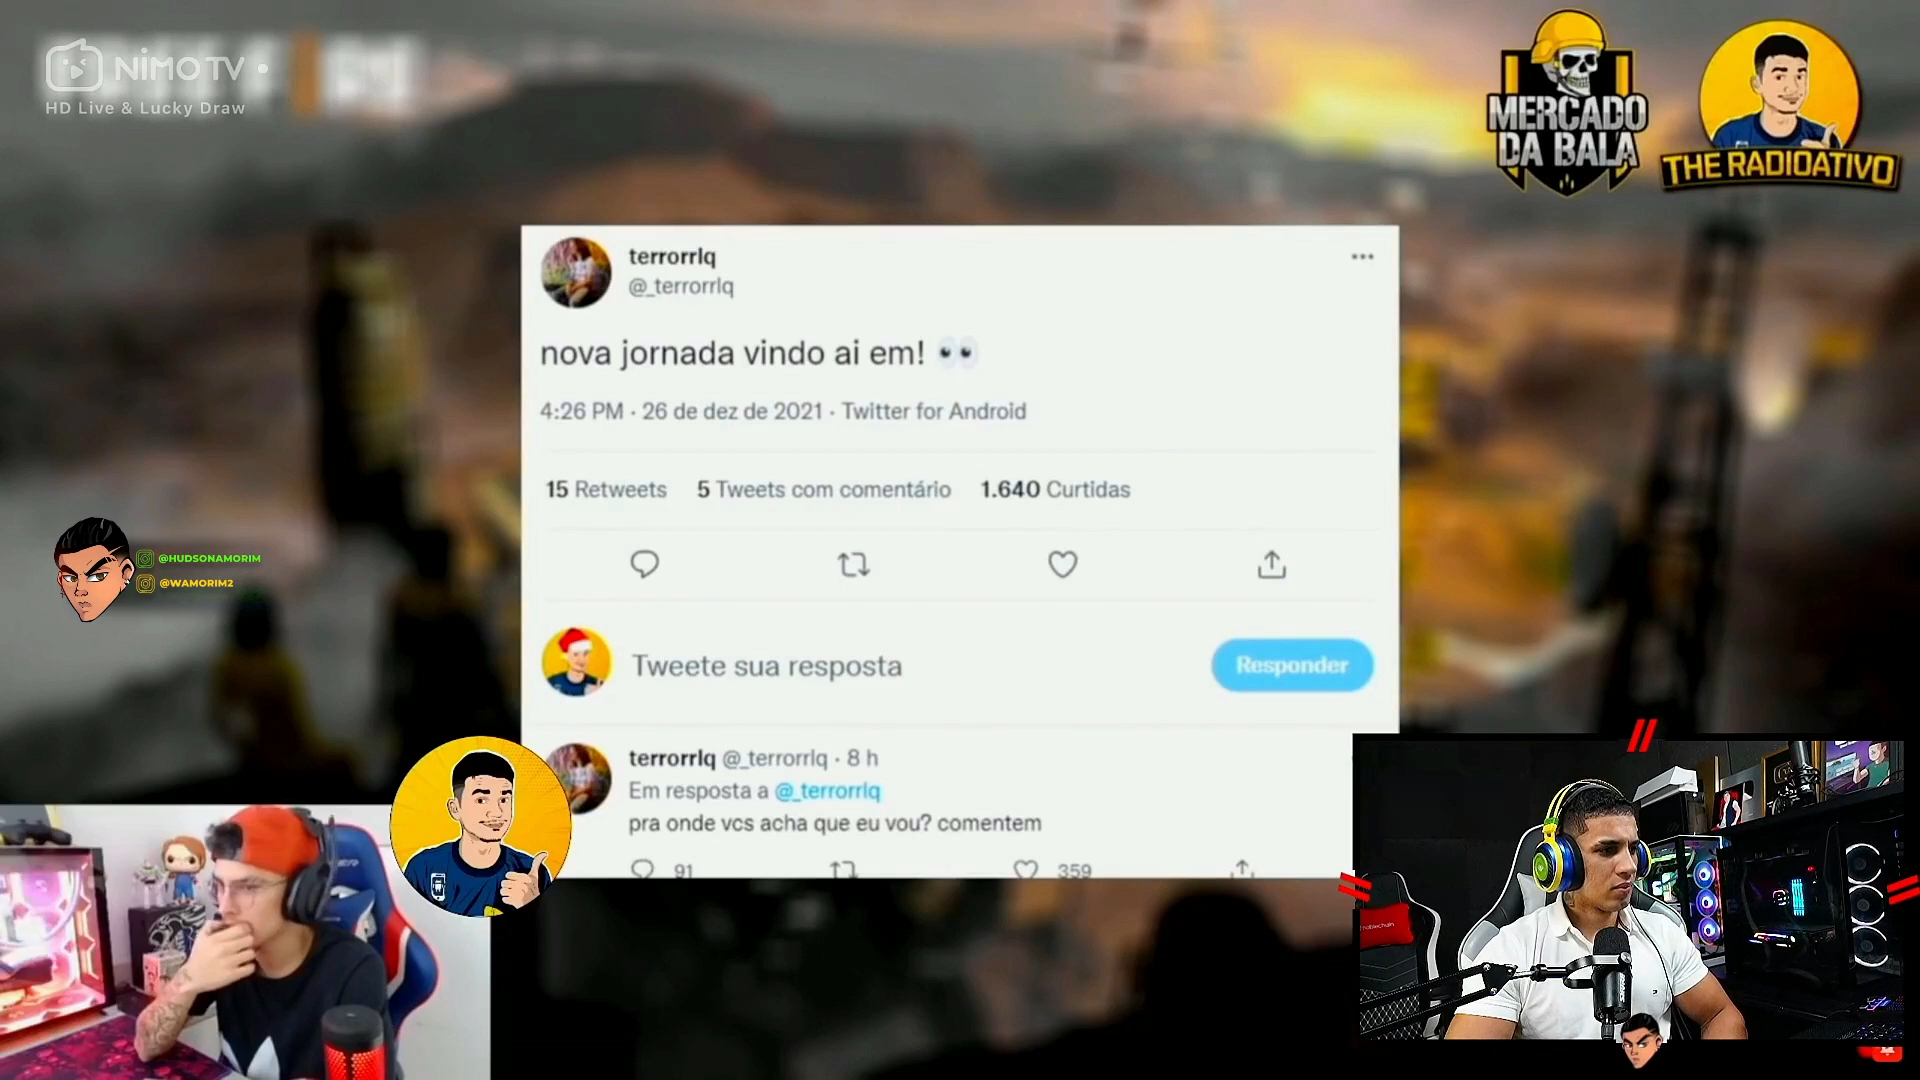 NIMO TV
HD Live & Lucky Draw
MERCADO
DA BALA
THE RADIOATIVO
terrorrlq
@_terrorrlq
nova jornada vindo ai em! 👀
4:26 PM · 26 de dez de 2021 · Twitter for Android
15 Retweets 5 Tweets com comentário 1.640 Curtidas
@HUDSONAMORIM
@WAMORIM2
Tweete sua resposta
Responder
terrorrlq @_terrorrlq · 8 h
Em resposta a @_terrorrlq
pra onde vcs acha que eu vou? comentem
91
359